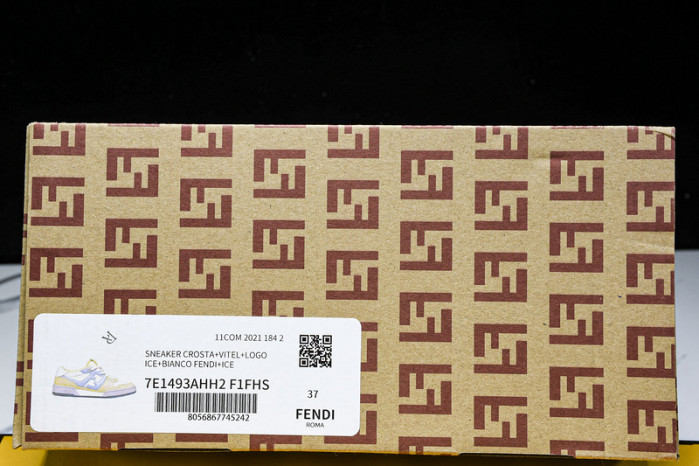 11COM 2021 184 2
SNEAKER CROSTA+VITEL+LOGO
ICE+BIANCO FENDI+ICE
7E1493AHH2 F1FHS
37
8056867745242
FENDI
ROMA